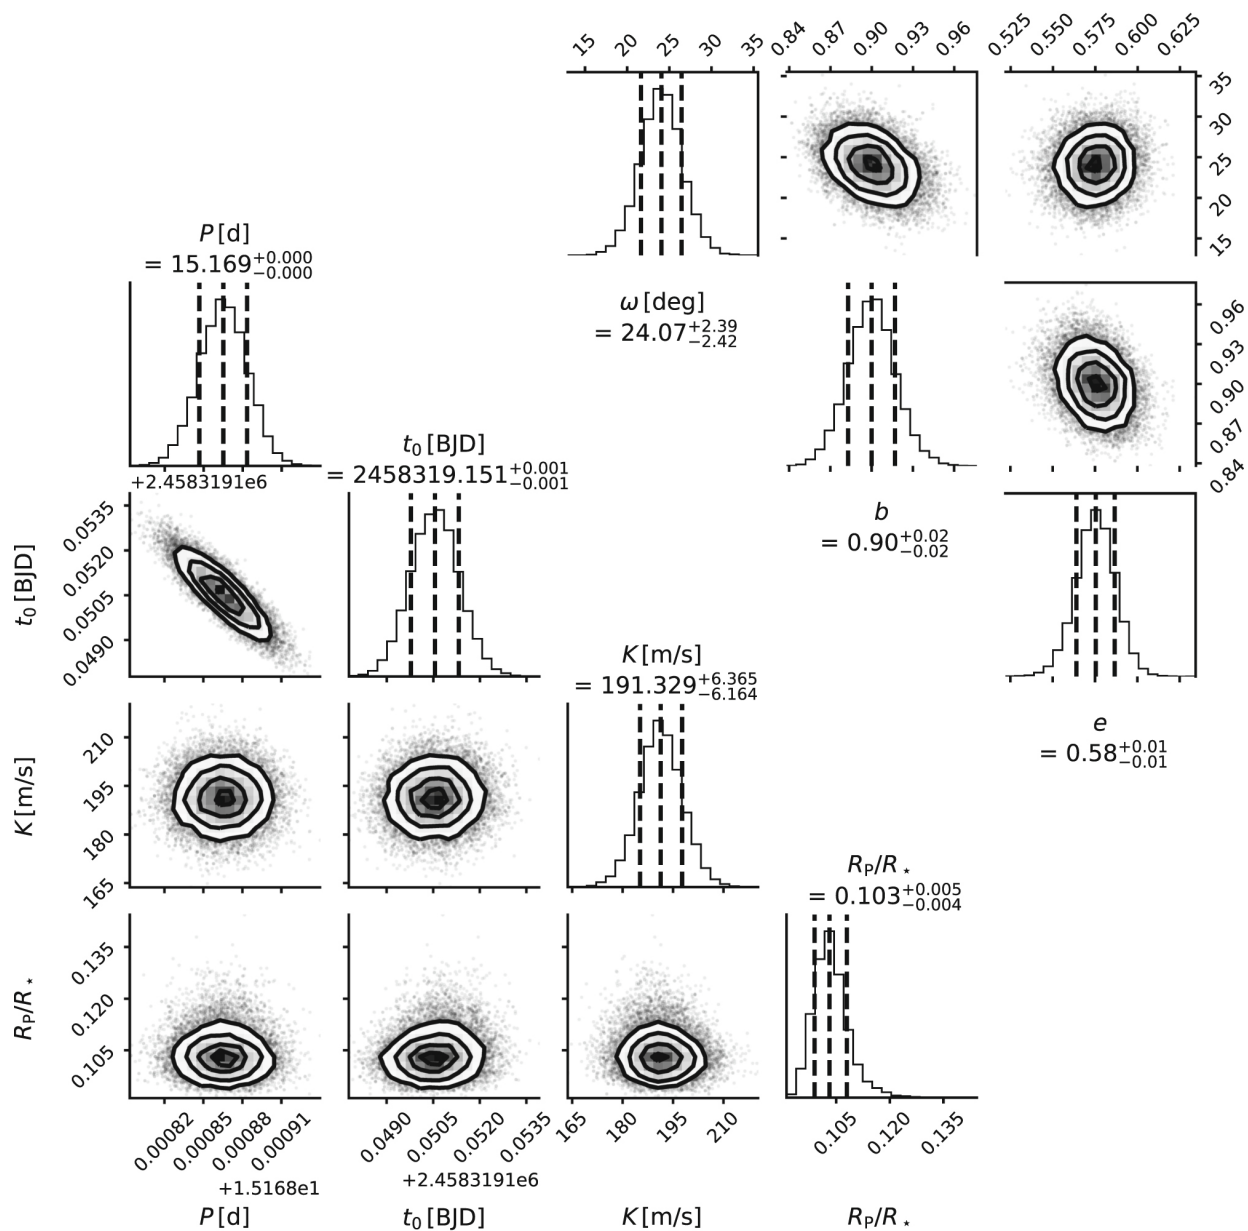 0.84 0.87 0.90 0.93 0.96 0.525 0.550 0.575 0.600 0.625
15 20 25 30 35
35
30
25
20
15
P [d]
= 15.169 +0.000 −0.000
ω [deg]
= 24.07 +2.39 −2.42
0.96
0.93
0.90
0.87
0.84
t₀ [BJD]
= 2458319.151 +0.001 −0.001
+2.4583191e6
b
= 0.90 +0.02 −0.02
t₀ [BJD]
0.0535
0.0520
0.0505
0.0490
K [m/s]
= 191.329 +6.365 −6.164
e
= 0.58 +0.01 −0.01
K [m/s]
210
195
180
165
R_P/R⋆
= 0.103 +0.005 −0.004
R_P/R⋆
0.135
0.120
0.105
0.00082 0.00085 0.00088 0.00091 0.0490 0.0505 0.0520 0.0535 165 180 195 210 0.105 0.120 0.135
+1.5168e1 +2.4583191e6
P [d] t₀ [BJD] K [m/s] R_P/R⋆